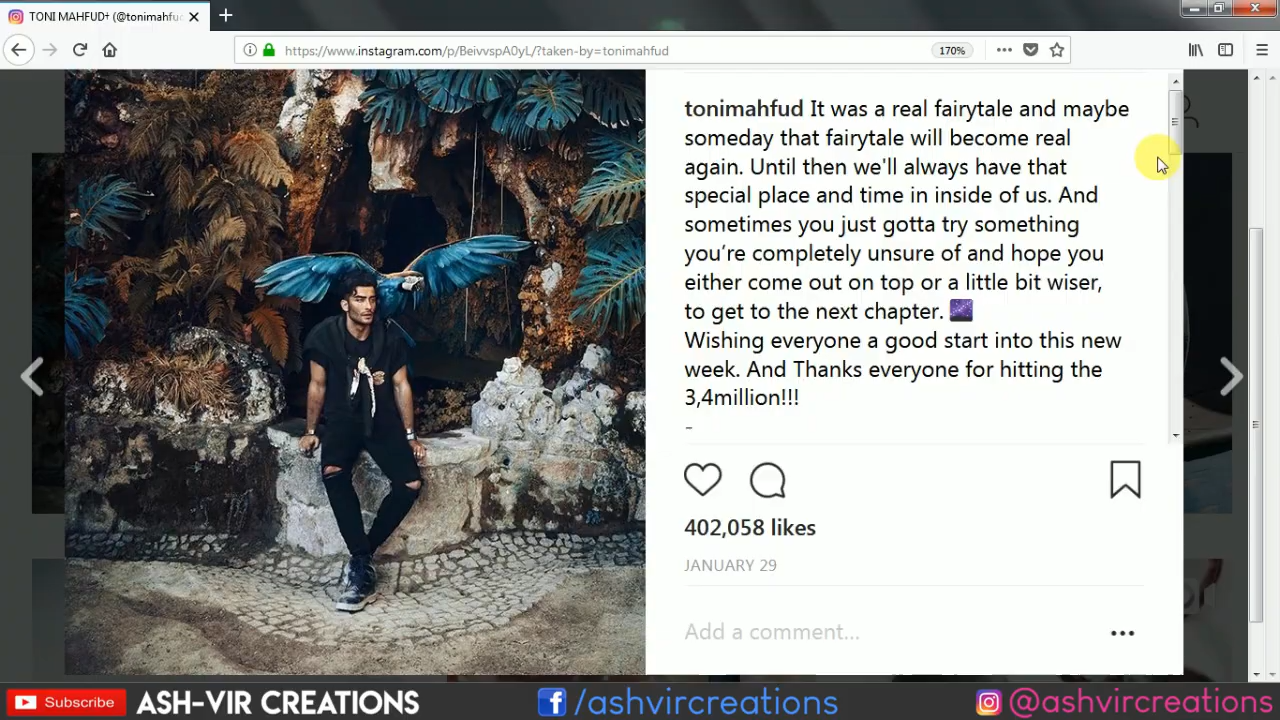 TONI MAHFUD† (@tonimahfud
https://www.instagram.com/p/BeivvspA0yL/?taken-by=tonimahfud
170%
tonimahfud It was a real fairytale and maybe
someday that fairytale will become real
again. Until then we'll always have that
special place and time in inside of us. And
sometimes you just gotta try something
you’re completely unsure of and hope you
either come out on top or a little bit wiser,
to get to the next chapter. 🌌
Wishing everyone a good start into this new
week. And Thanks everyone for hitting the
3,4million!!!
-
402,058 likes
JANUARY 29
Add a comment...
Subscribe ASH-VIR CREATIONS /ashvircreations @ashvircreations